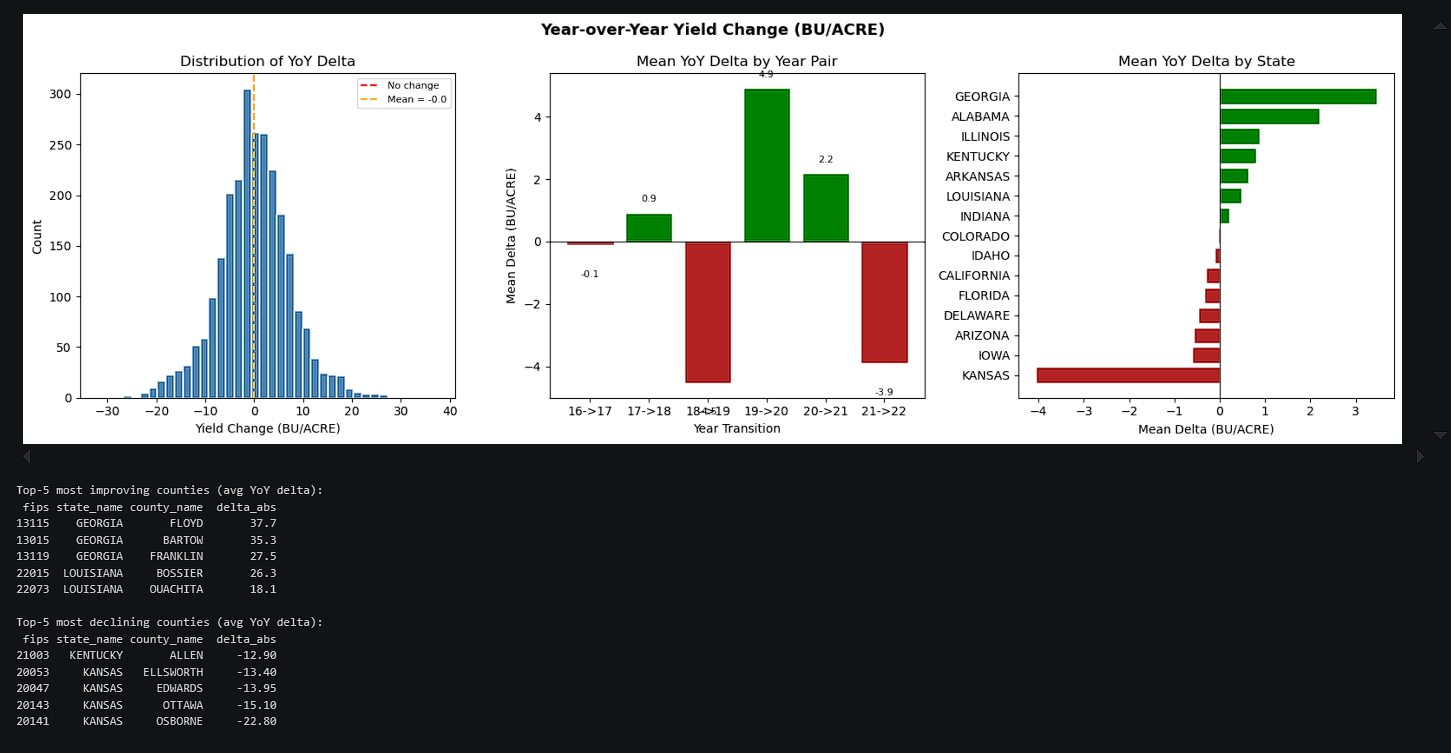 Year-over-Year Yield Change (BU/ACRE)
Distribution of YoY Delta
No change
Mean = -0.0
300
250
200
150
100
50
0
Count
−30 −20 −10 0 10 20 30 40
Yield Change (BU/ACRE)
Mean YoY Delta by Year Pair
4
2
0
−2
−4
Mean Delta (BU/ACRE)
-0.1
0.9
4.9
2.2
-3.9
16->17 17->18 18->19 19->20 20->21 21->22
Year Transition
Mean YoY Delta by State
GEORGIA
ALABAMA
ILLINOIS
KENTUCKY
ARKANSAS
LOUISIANA
INDIANA
COLORADO
IDAHO
CALIFORNIA
FLORIDA
DELAWARE
ARIZONA
IOWA
KANSAS
−4 −3 −2 −1 0 1 2 3
Mean Delta (BU/ACRE)
Top-5 most improving counties (avg YoY delta):
fips state_name county_name delta_abs
13115 GEORGIA FLOYD 37.7
13015 GEORGIA BARTOW 35.3
13119 GEORGIA FRANKLIN 27.5
22015 LOUISIANA BOSSIER 26.3
22073 LOUISIANA OUACHITA 18.1
Top-5 most declining counties (avg YoY delta):
fips state_name county_name delta_abs
21003 KENTUCKY ALLEN -12.90
20053 KANSAS ELLSWORTH -13.40
20047 KANSAS EDWARDS -13.95
20143 KANSAS OTTAWA -15.10
20141 KANSAS OSBORNE -22.80